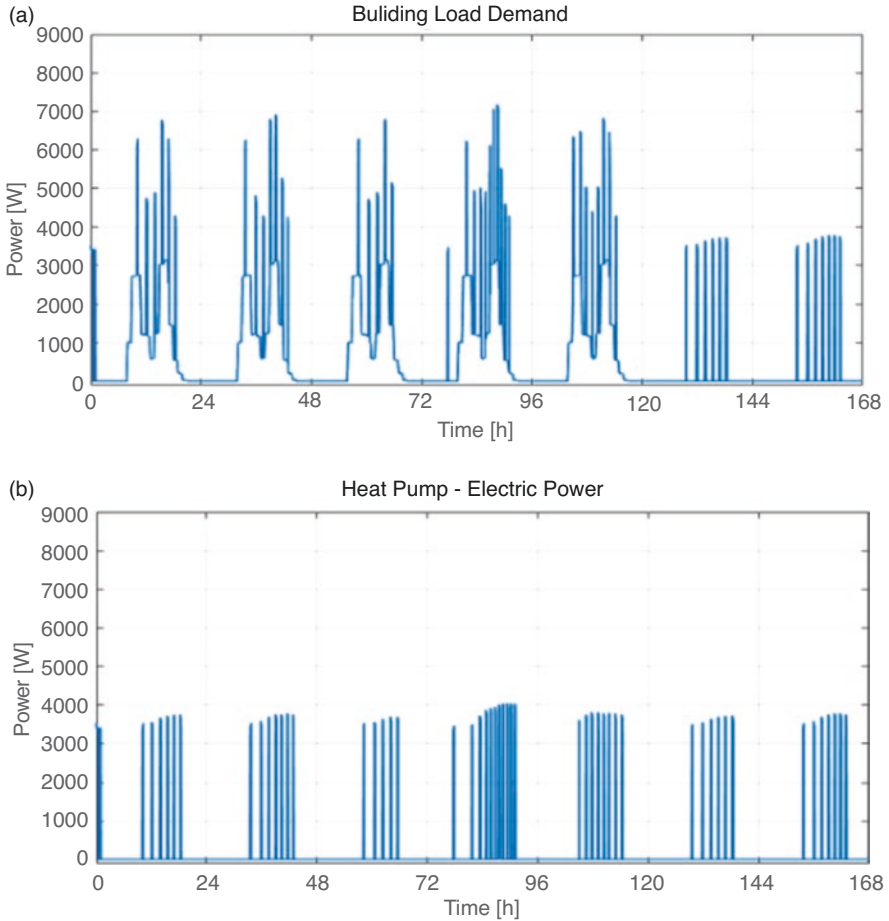 (a)
Buliding Load Demand
9000
8000
7000
6000
5000
4000
3000
2000
1000
0
Power [W]
0 24 48 72 96 120 144 168
Time [h]
(b)
Heat Pump - Electric Power
9000
8000
7000
6000
5000
4000
3000
2000
1000
0
Power [W]
0 24 48 72 96 120 144 168
Time [h]